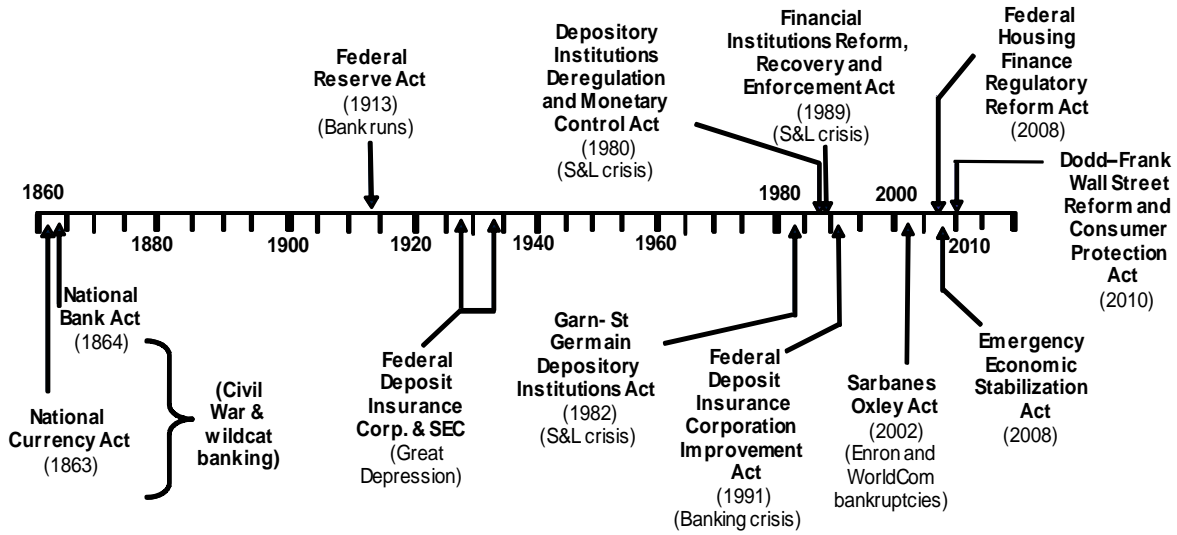 Federal
Reserve Act
(1913)
(Bank runs)
Depository
Institutions
Deregulation
and Monetary
Control Act
(1980)
(S&L crisis)
Financial
Institutions Reform,
Recovery and
Enforcement Act
(1989)
(S&L crisis)
Federal
Housing
Finance
Regulatory
Reform Act
(2008)
Dodd–Frank
Wall Street
Reform and
Consumer
Protection
Act
(2010)
1860
1880
1900
1920
1940
1960
1980
2000
2010
National
Bank Act
(1864)
National
Currency Act
(1863)
(Civil
War &
wildcat
banking)
Federal
Deposit
Insurance
Corp. & SEC
(Great
Depression)
Garn- St
Germain
Depository
Institutions Act
(1982)
(S&L crisis)
Federal
Deposit
Insurance
Corporation
Improvement
Act
(1991)
(Banking crisis)
Sarbanes
Oxley Act
(2002)
(Enron and
WorldCom
bankruptcies)
Emergency
Economic
Stabilization
Act
(2008)